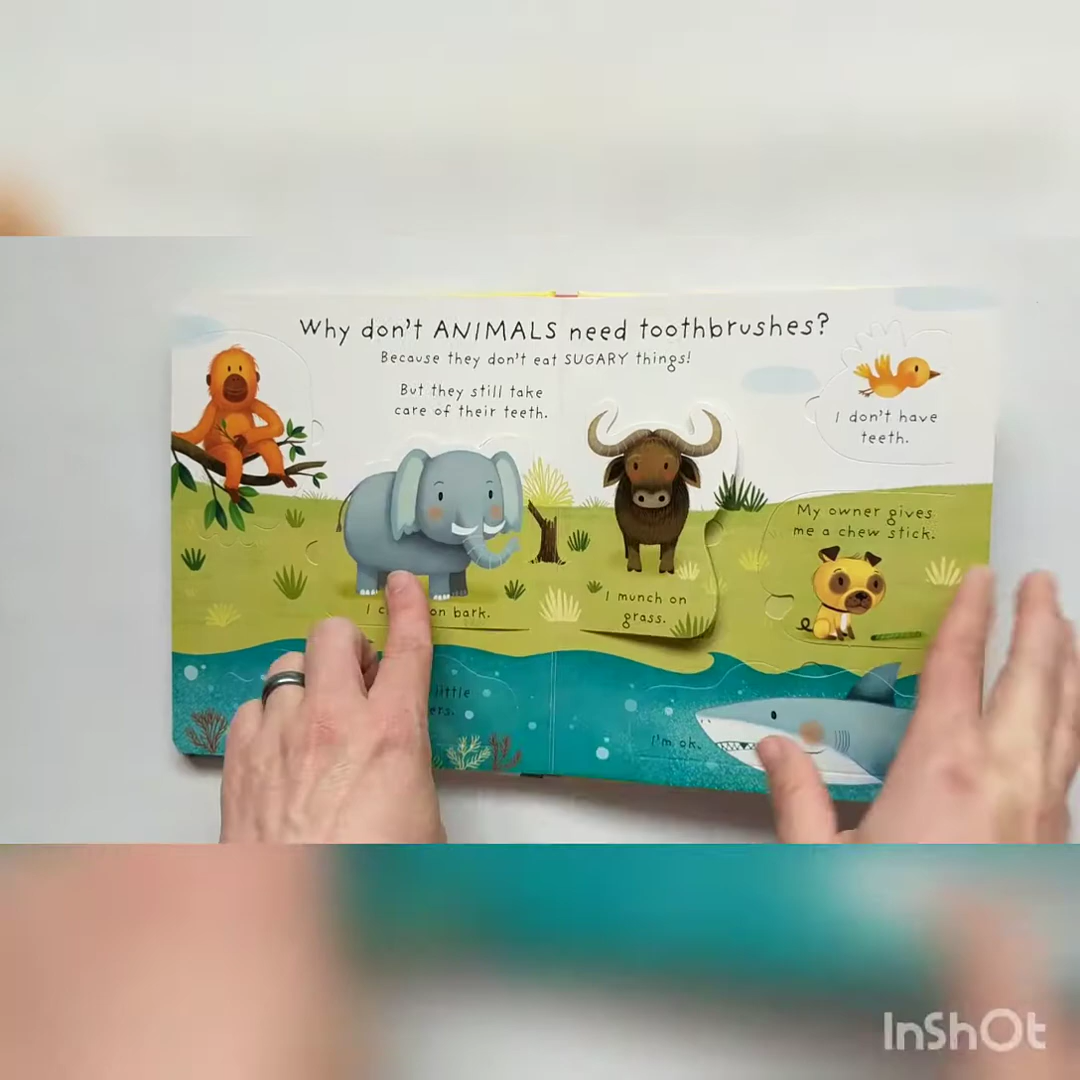 Why don't ANIMALS need toothbrushes?
Because they don't eat SUGARY things!
But they still take
care of their teeth.
I don't have
teeth.
My owner gives
me a chew stick.
I on bark.
I munch on
grass.
little
I'm ok.
InShOt